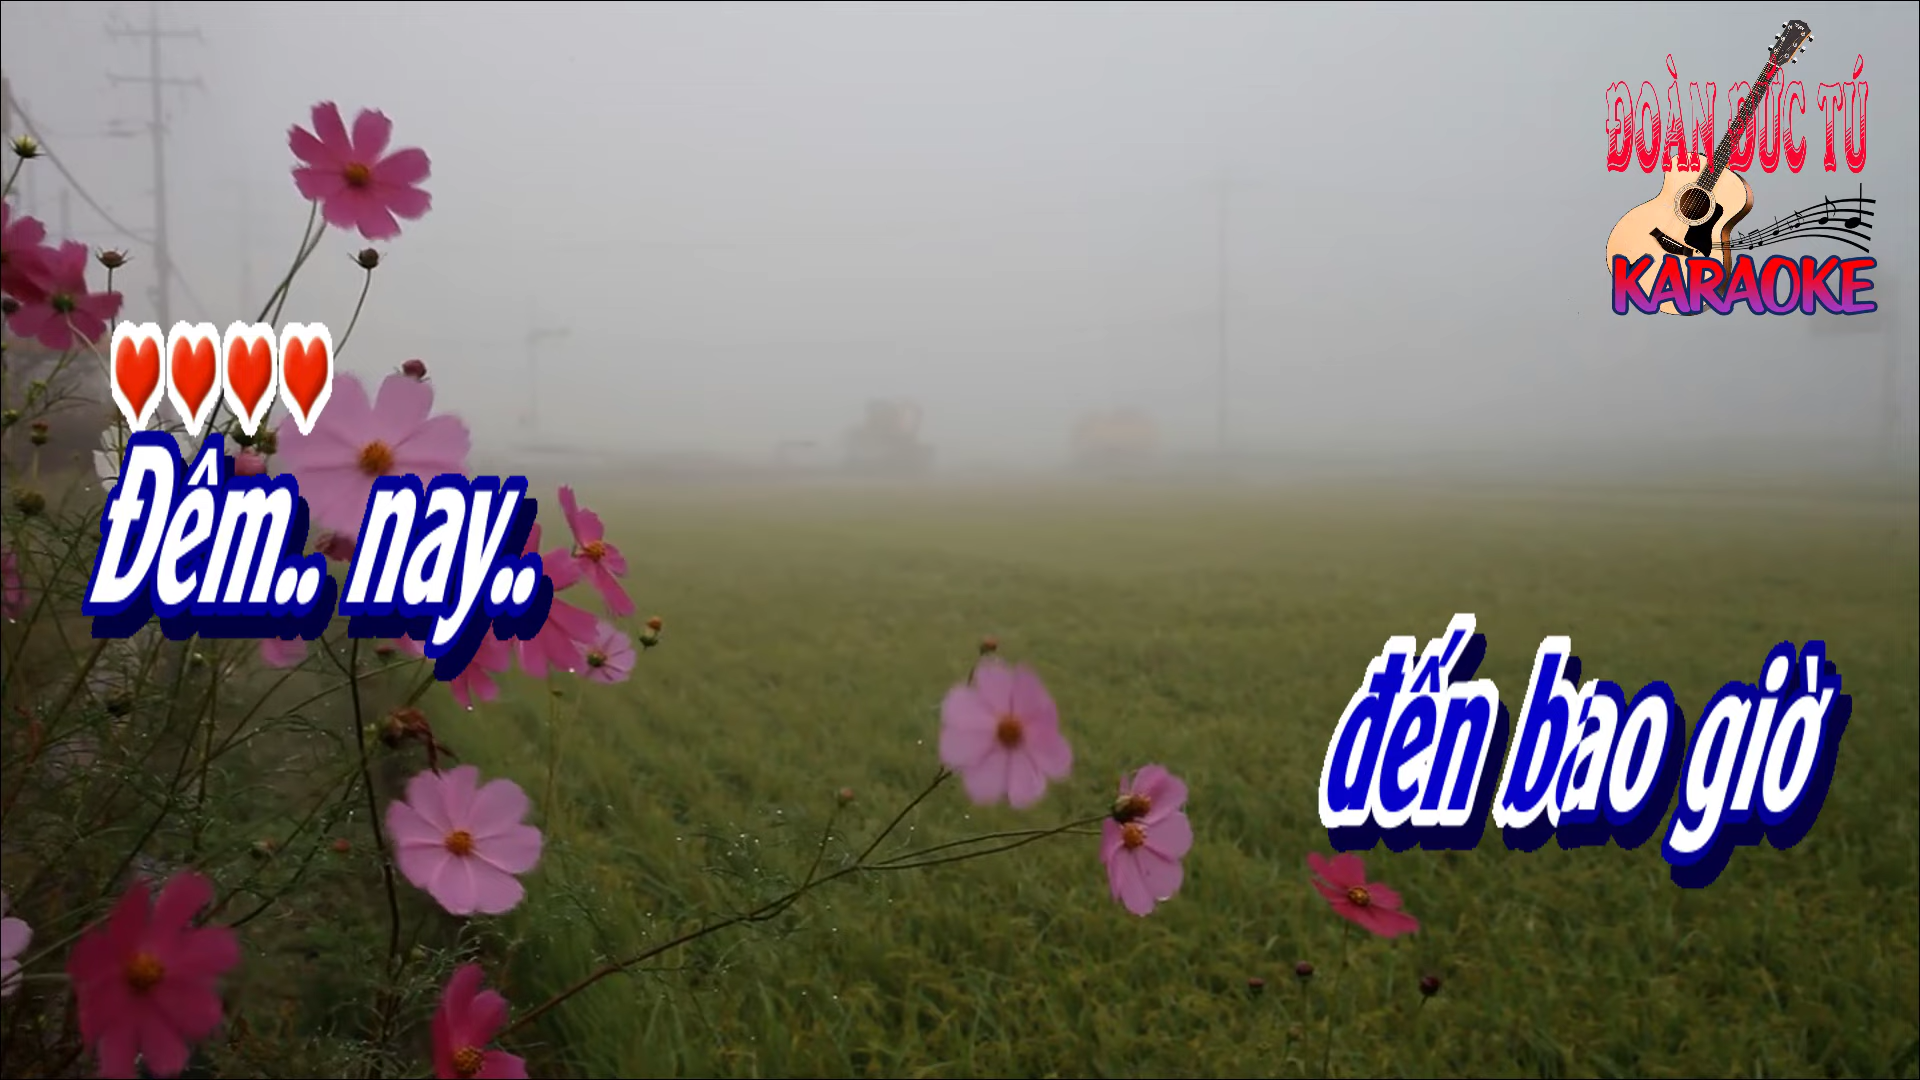 ĐOÀN ĐỨC TÚ
KARAOKE
Đêm.. nay..
đến bao giờ